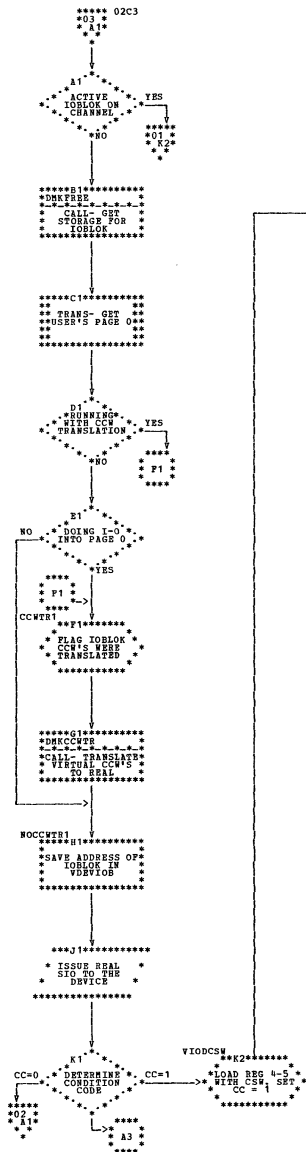 02C3
03
A1
A1
ACTIVE
IOBLOK ON
CHANNEL
YES
NO
01
K2
B1
DMKFREE
CALL- GET
STORAGE FOR
IOBLOK
C1
TRANS- GET
USER'S PAGE 0
D1
RUNNING
WITH CCW
TRANSLATION
YES
F1
NO
E1
NO
DOING I-O
INTO PAGE 0
YES
F1
CCWTR1
F1
FLAG IOBLOK
CCW'S WERE
TRANSLATED
G1
DMKCCWTR
CALL- TRANSLATE
VIRTUAL CCW'S
TO REAL
NOCCWTR1
H1
SAVE ADDRESS OF
IOBLOK IN
VDEVIOB
J1
ISSUE REAL
SIO TO THE
DEVICE
K1
CC=0
DETERMINE
CONDITION
CODE
CC=1
02
A1
A3
VIODCSW
K2
LOAD REG 4-5
WITH CSW, SET
CC = 1